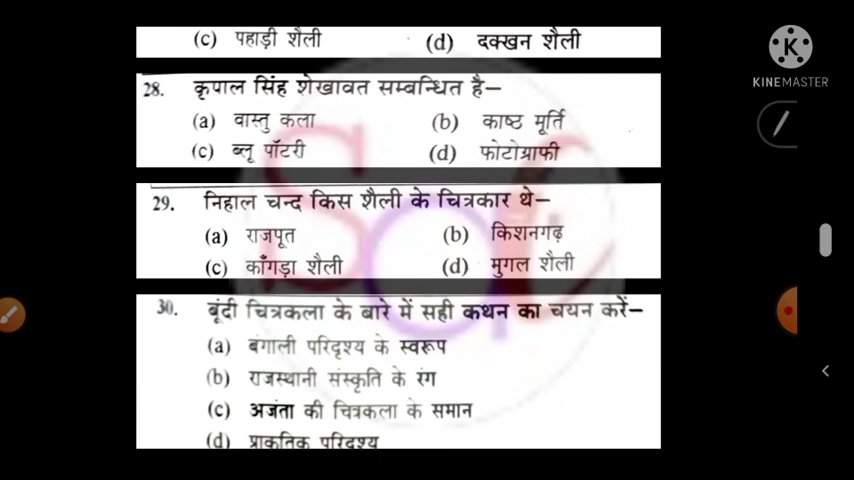 (c) पहाड़ी शैली (d) दक्खन शैली
28. कृपाल सिंह शेखावत सम्बन्धित है–
(a) वास्तु कला (b) काष्ठ मूर्ति
(c) ब्लू पॉटरी (d) फोटोग्राफी
29. निहाल चन्द किस शैली के चित्रकार थे–
(a) राजपूत (b) किशनगढ़
(c) काँगड़ा शैली (d) मुगल शैली
30. बूंदी चित्रकला के बारे में सही कथन का चयन करें–
(a) बंगाली परिदृश्य के स्वरूप
(b) राजस्थानी संस्कृति के रंग
(c) अजंता की चित्रकला के समान
(d) प्राकृतिक परिदृश्य
K
KINEMASTER